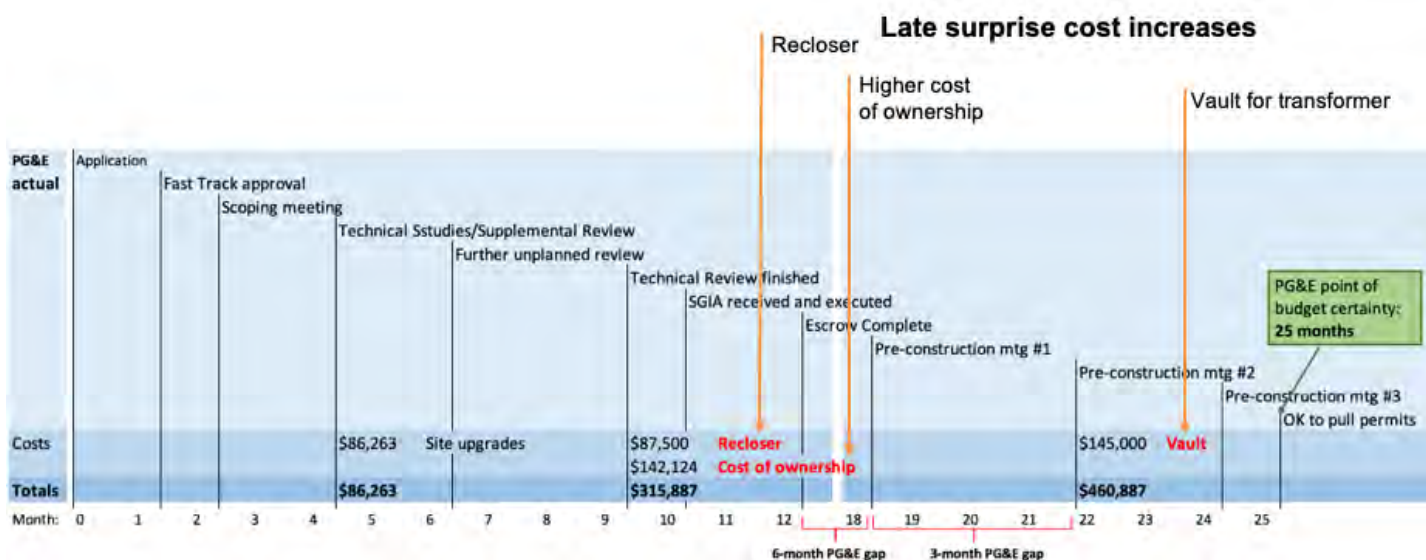 Late surprise cost increases
Recloser
Higher cost
of ownership
Vault for transformer
PG&E
actual
Application
Fast Track approval
Scoping meeting
Technical Sstudies/Supplemental Review
Further unplanned review
Technical Review finished
SGIA received and executed
Escrow Complete
Pre-construction mtg #1
Pre-construction mtg #2
Pre-construction mtg #3
OK to pull permits
PG&E point of
budget certainty:
25 months
Costs $86,263 Site upgrades $87,500 Recloser $145,000 Vault
$142,124 Cost of ownership
Totals $86,263 $315,887 $460,887
Month: 0 1 2 3 4 5 6 7 8 9 10 11 12 18 19 20 21 22 23 24 25
6-month PG&E gap 3-month PG&E gap